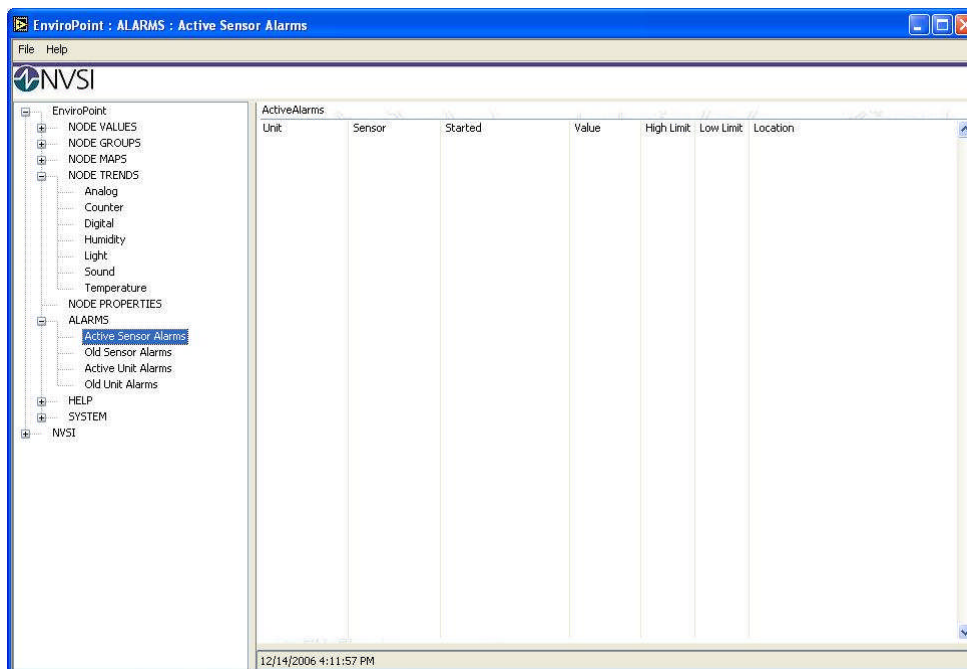 EnviroPoint : ALARMS : Active Sensor Alarms
File Help
NVSI
EnviroPoint
NODE VALUES
NODE GROUPS
NODE MAPS
NODE TRENDS
Analog
Counter
Digital
Humidity
Light
Sound
Temperature
NODE PROPERTIES
ALARMS
Active Sensor Alarms
Old Sensor Alarms
Active Unit Alarms
Old Unit Alarms
HELP
SYSTEM
NVSI
ActiveAlarms
Unit Sensor Started Value High Limit Low Limit Location
12/14/2006 4:11:57 PM